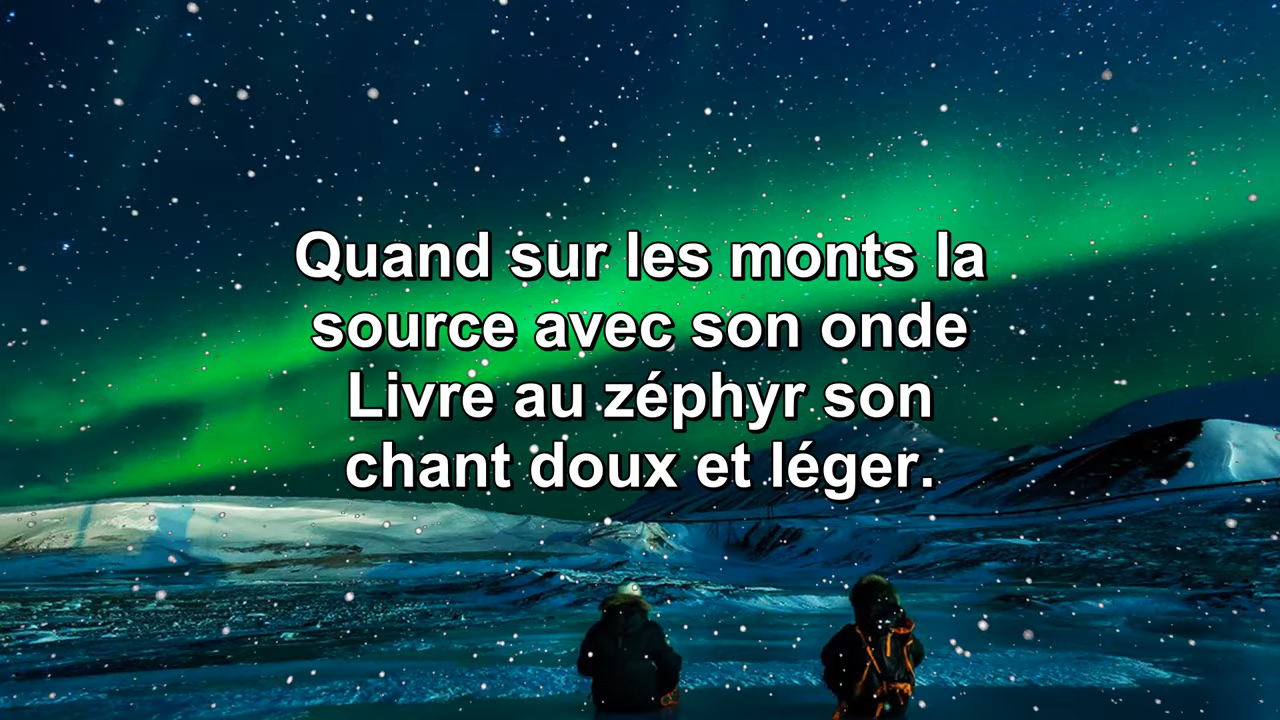 Quand sur les monts la
source avec son onde
Livre au zéphyr son
chant doux et léger.